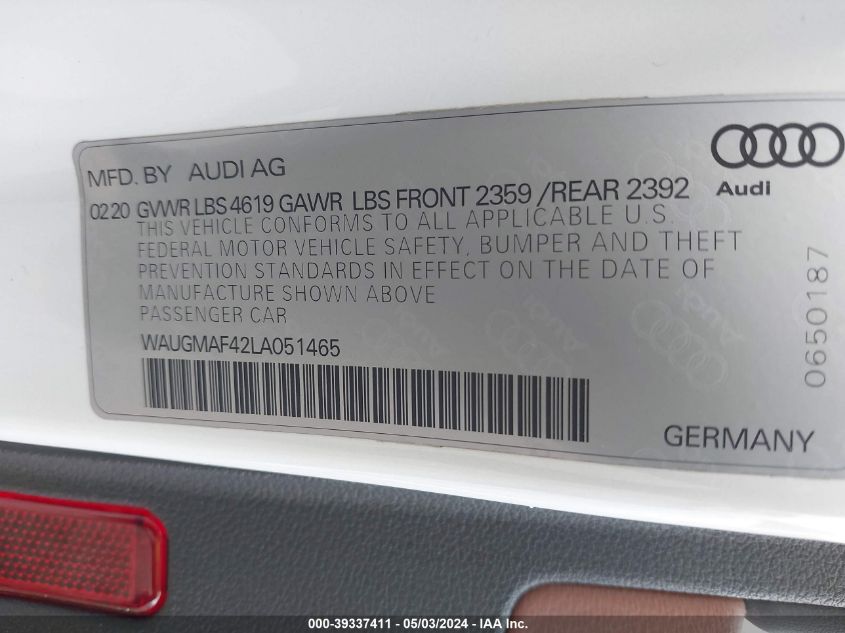 MFD. BY AUDI AG
Audi
0220 GVWR LBS 4619 GAWR LBS FRONT 2359 /REAR 2392
THIS VEHICLE CONFORMS TO ALL APPLICABLE U.S.
FEDERAL MOTOR VEHICLE SAFETY, BUMPER AND THEFT
PREVENTION STANDARDS IN EFFECT ON THE DATE OF
MANUFACTURE SHOWN ABOVE
PASSENGER CAR
WAUGMAF42LA051465
0650187
GERMANY
000-39337411 - 05/03/2024 - IAA Inc.